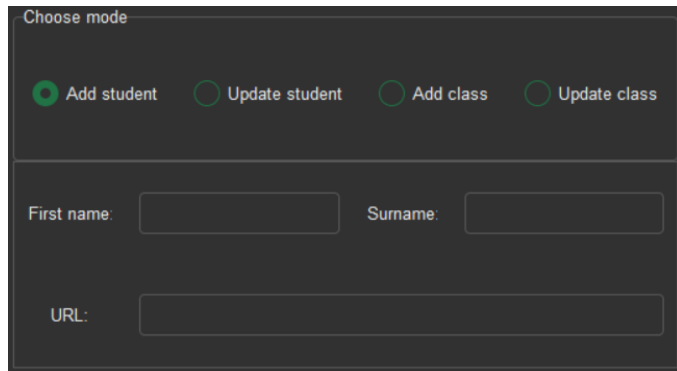 Choose mode
Add student Update student Add class Update class
First name: Surname:
URL: